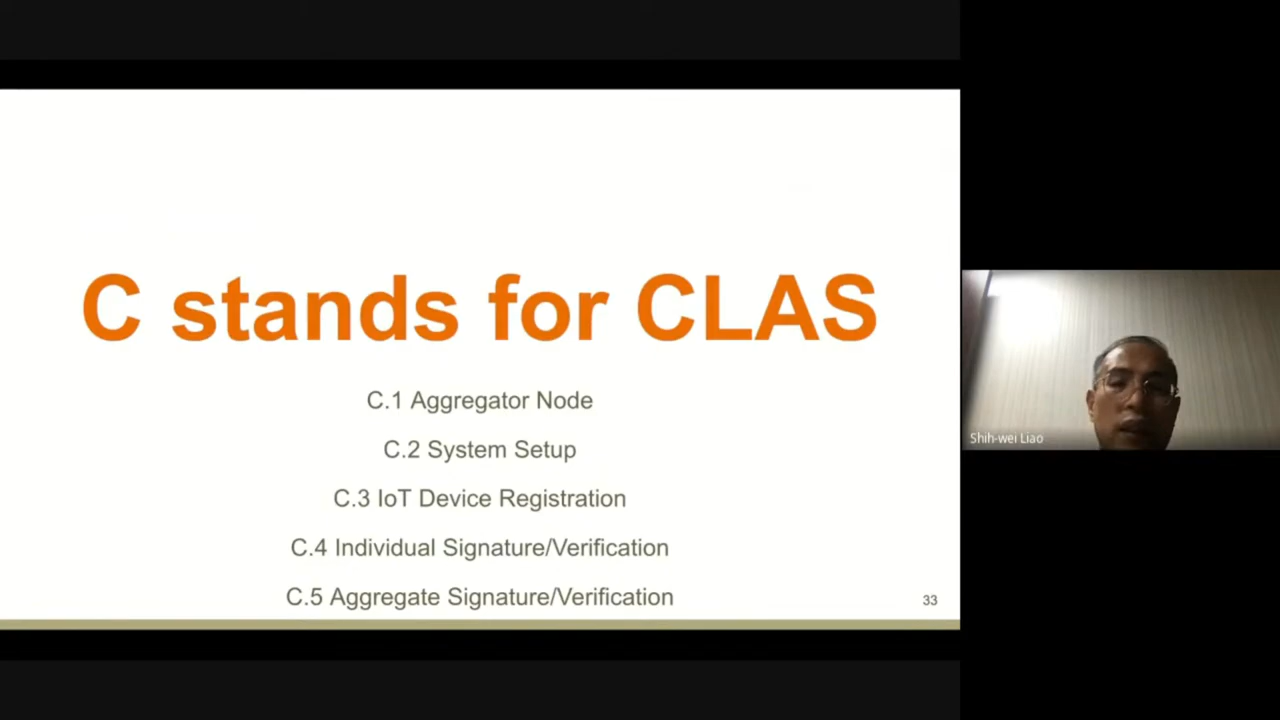 C stands for CLAS
C.1 Aggregator Node
C.2 System Setup
C.3 IoT Device Registration
C.4 Individual Signature/Verification
C.5 Aggregate Signature/Verification
33
Shih-wei Liao